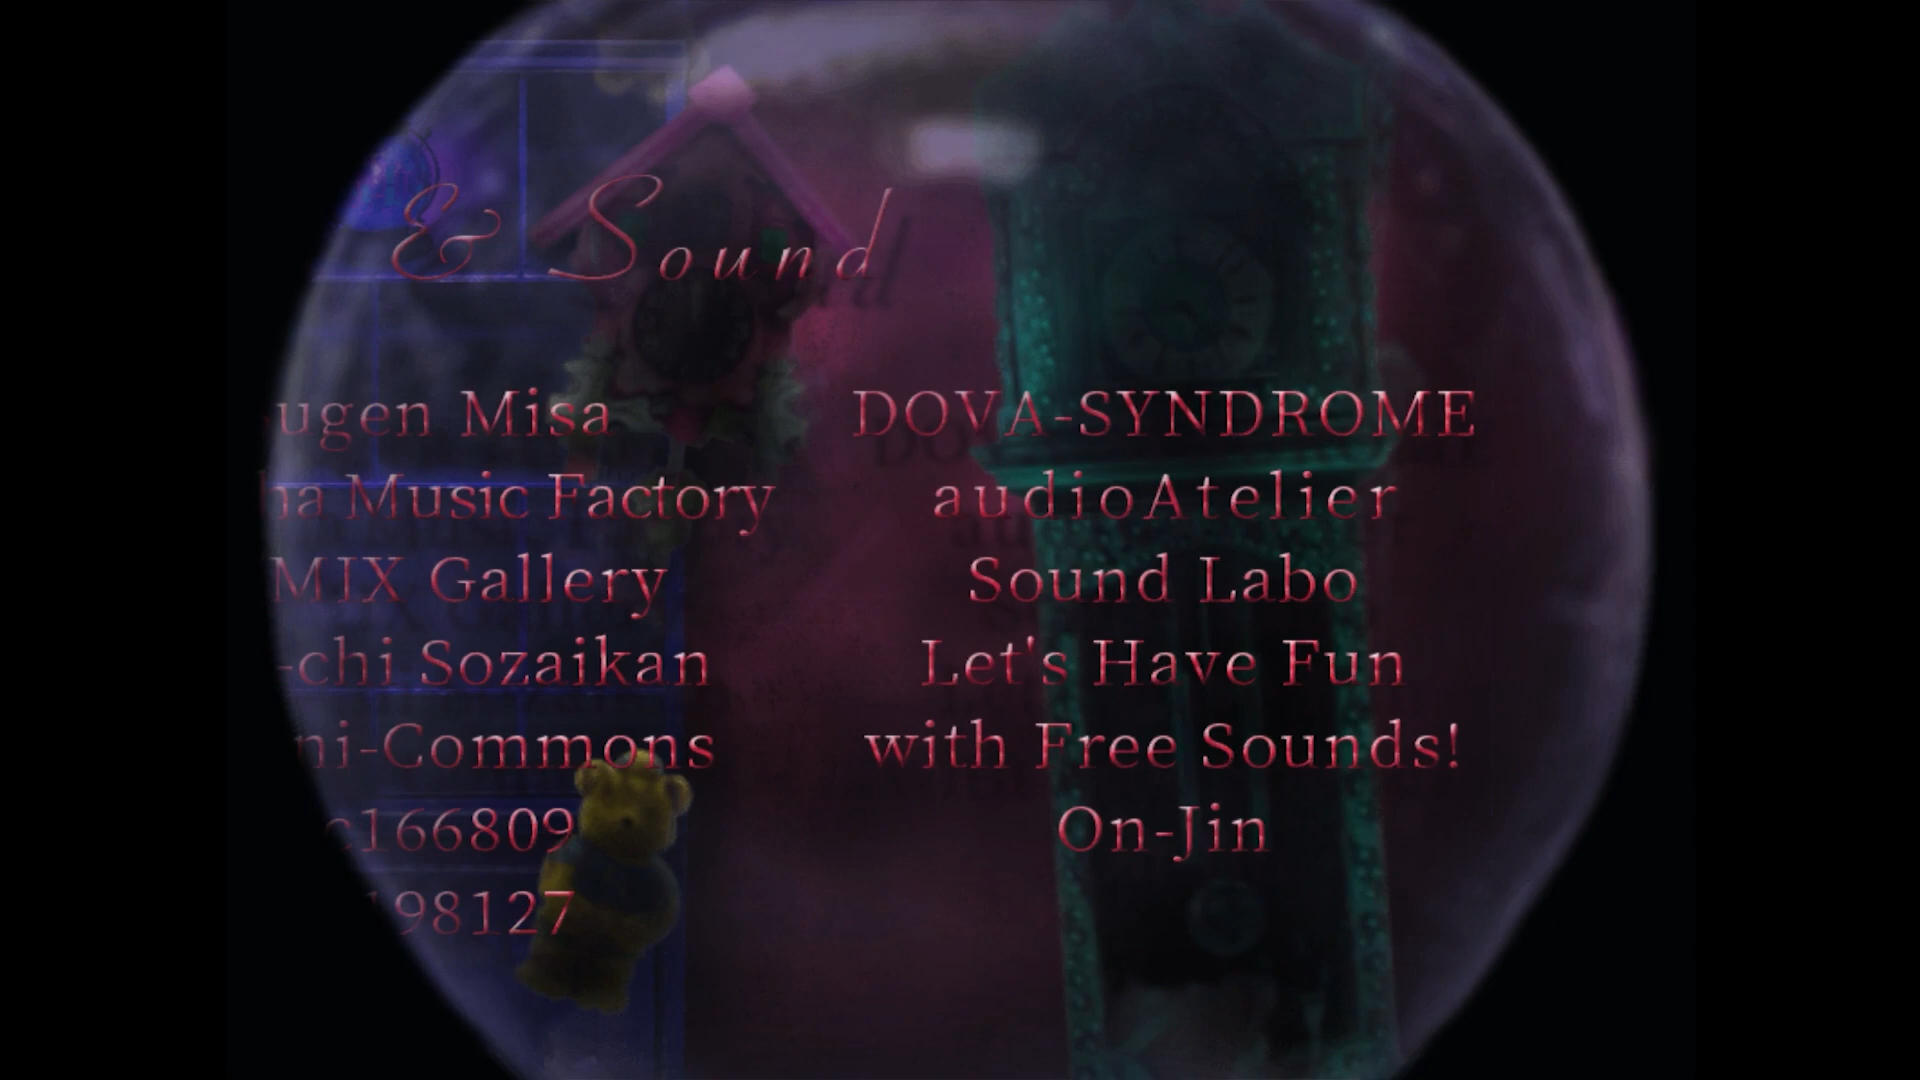 & Sound
ugen Misa
ha Music Factory
MIX Gallery
-chi Sozaikan
ni-Commons
c166809
198127
DOVA-SYNDROME
audioAtelier
Sound Labo
Let's Have Fun
with Free Sounds!
On-Jin